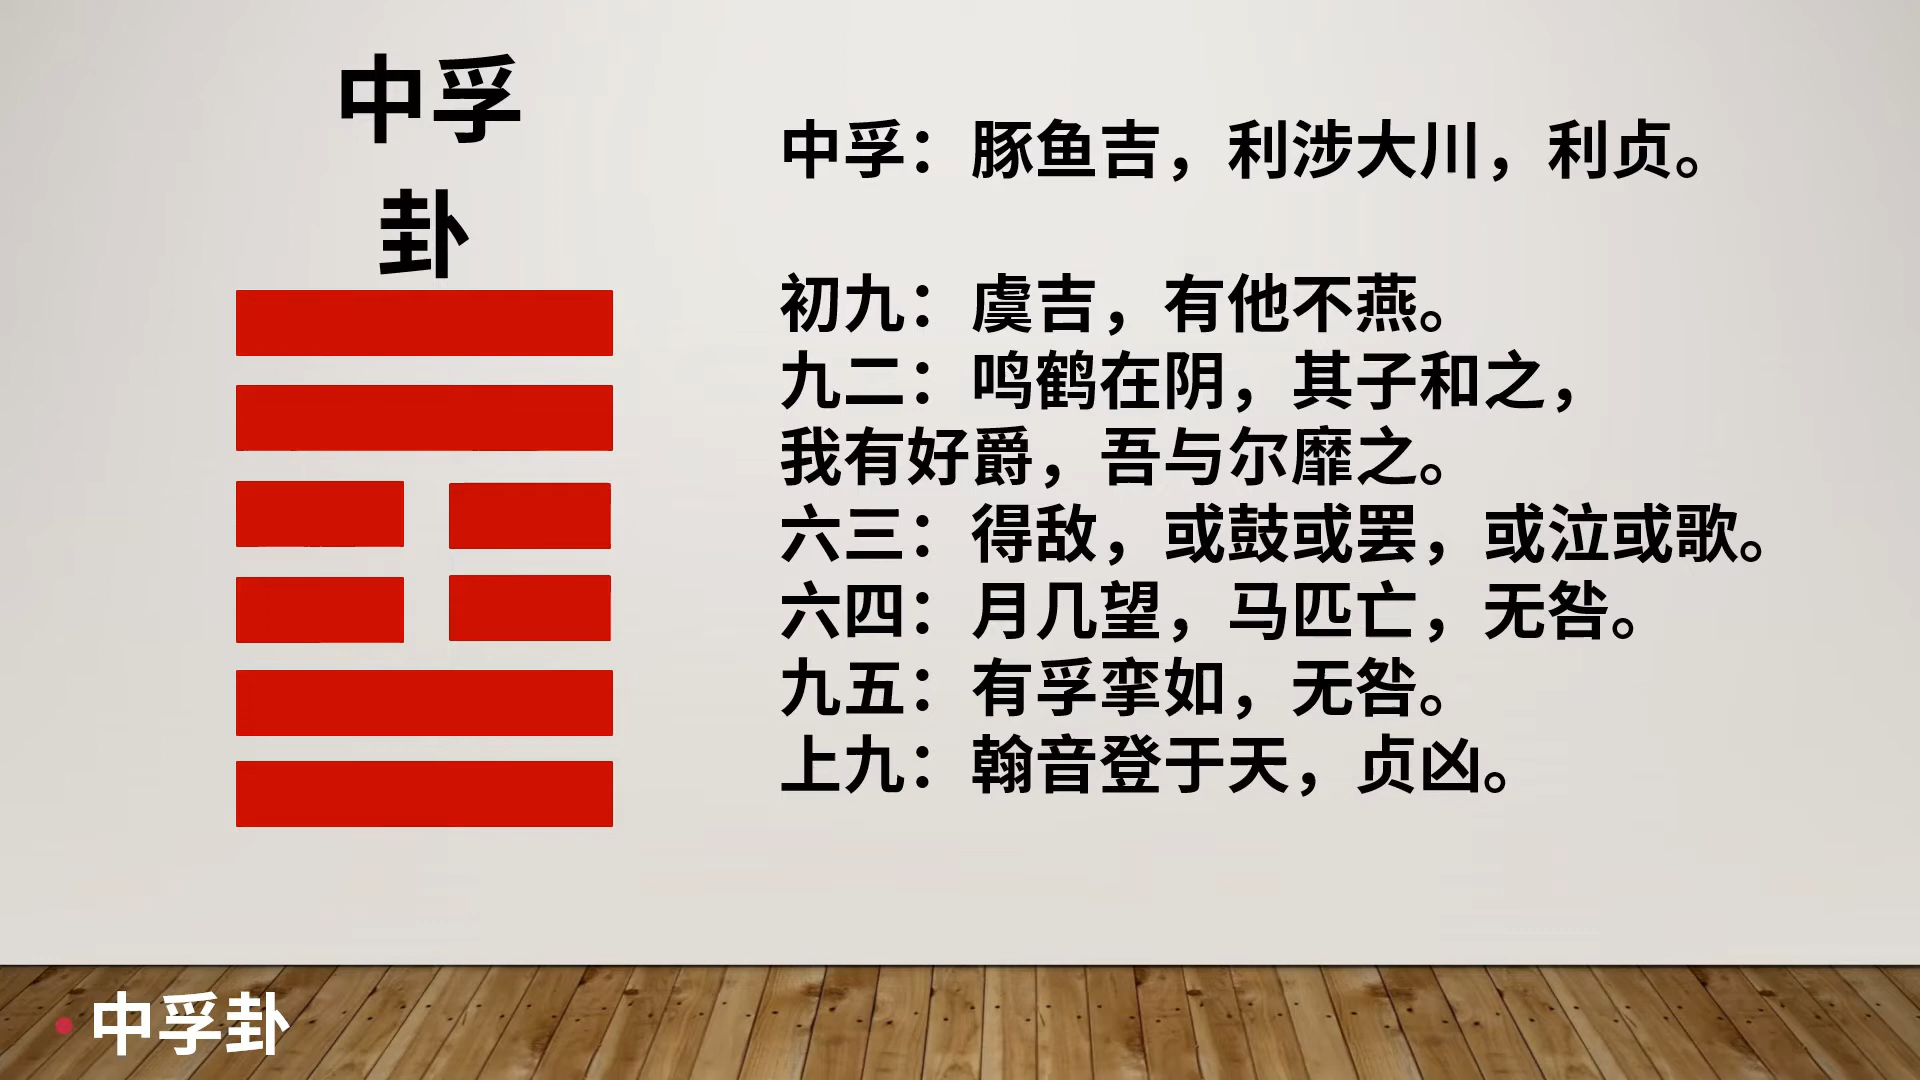 中孚
卦
中孚：豚鱼吉，利涉大川，利贞。
初九：虞吉，有他不燕。
九二：鸣鹤在阴，其子和之，
我有好爵，吾与尔靡之。
六三：得敌，或鼓或罢，或泣或歌。
六四：月几望，马匹亡，无咎。
九五：有孚挛如，无咎。
上九：翰音登于天，贞凶。
中孚卦